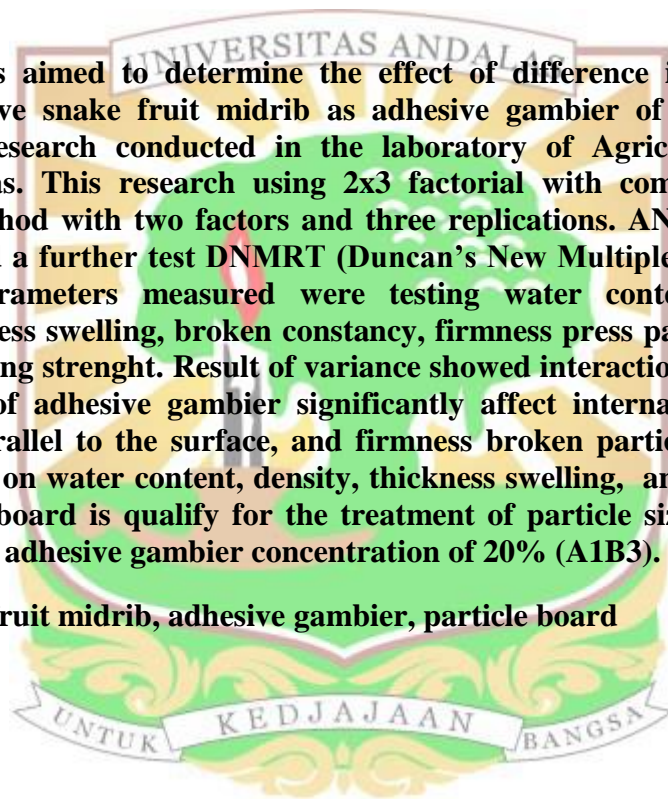 UNIVERSITAS ANDALAS
s aimed to determine the effect of difference i
ve snake fruit midrib as adhesive gambier of
esearch conducted in the laboratory of Agric
as. This research using 2x3 factorial with com
hod with two factors and three replications. AN
a further test DNMRT (Duncan's New Multiple
rameters measured were testing water conte
ess swelling, broken constancy, firmness press pa
ng strenght. Result of variance showed interaction
of adhesive gambier significantly affect interna
rallel to the surface, and firmness broken partic
on water content, density, thickness swelling, an
board is qualify for the treatment of particle siz
adhesive gambier concentration of 20% (A1B3).
fruit midrib, adhesive gambier, particle board
UNTUK KEDJAJAAN BANGSA